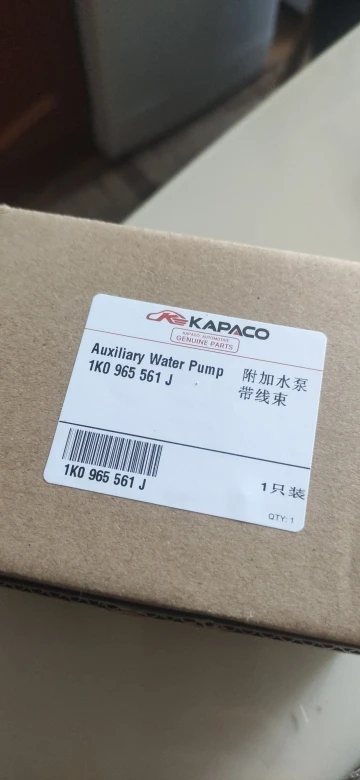 KAPACO
KAPACO AUTOMOTIVE
GENUINE PARTS
Auxiliary Water Pump
1K0 965 561 J
附加水泵
带线束
1K0 965 561 J
1只装
QTY: 1